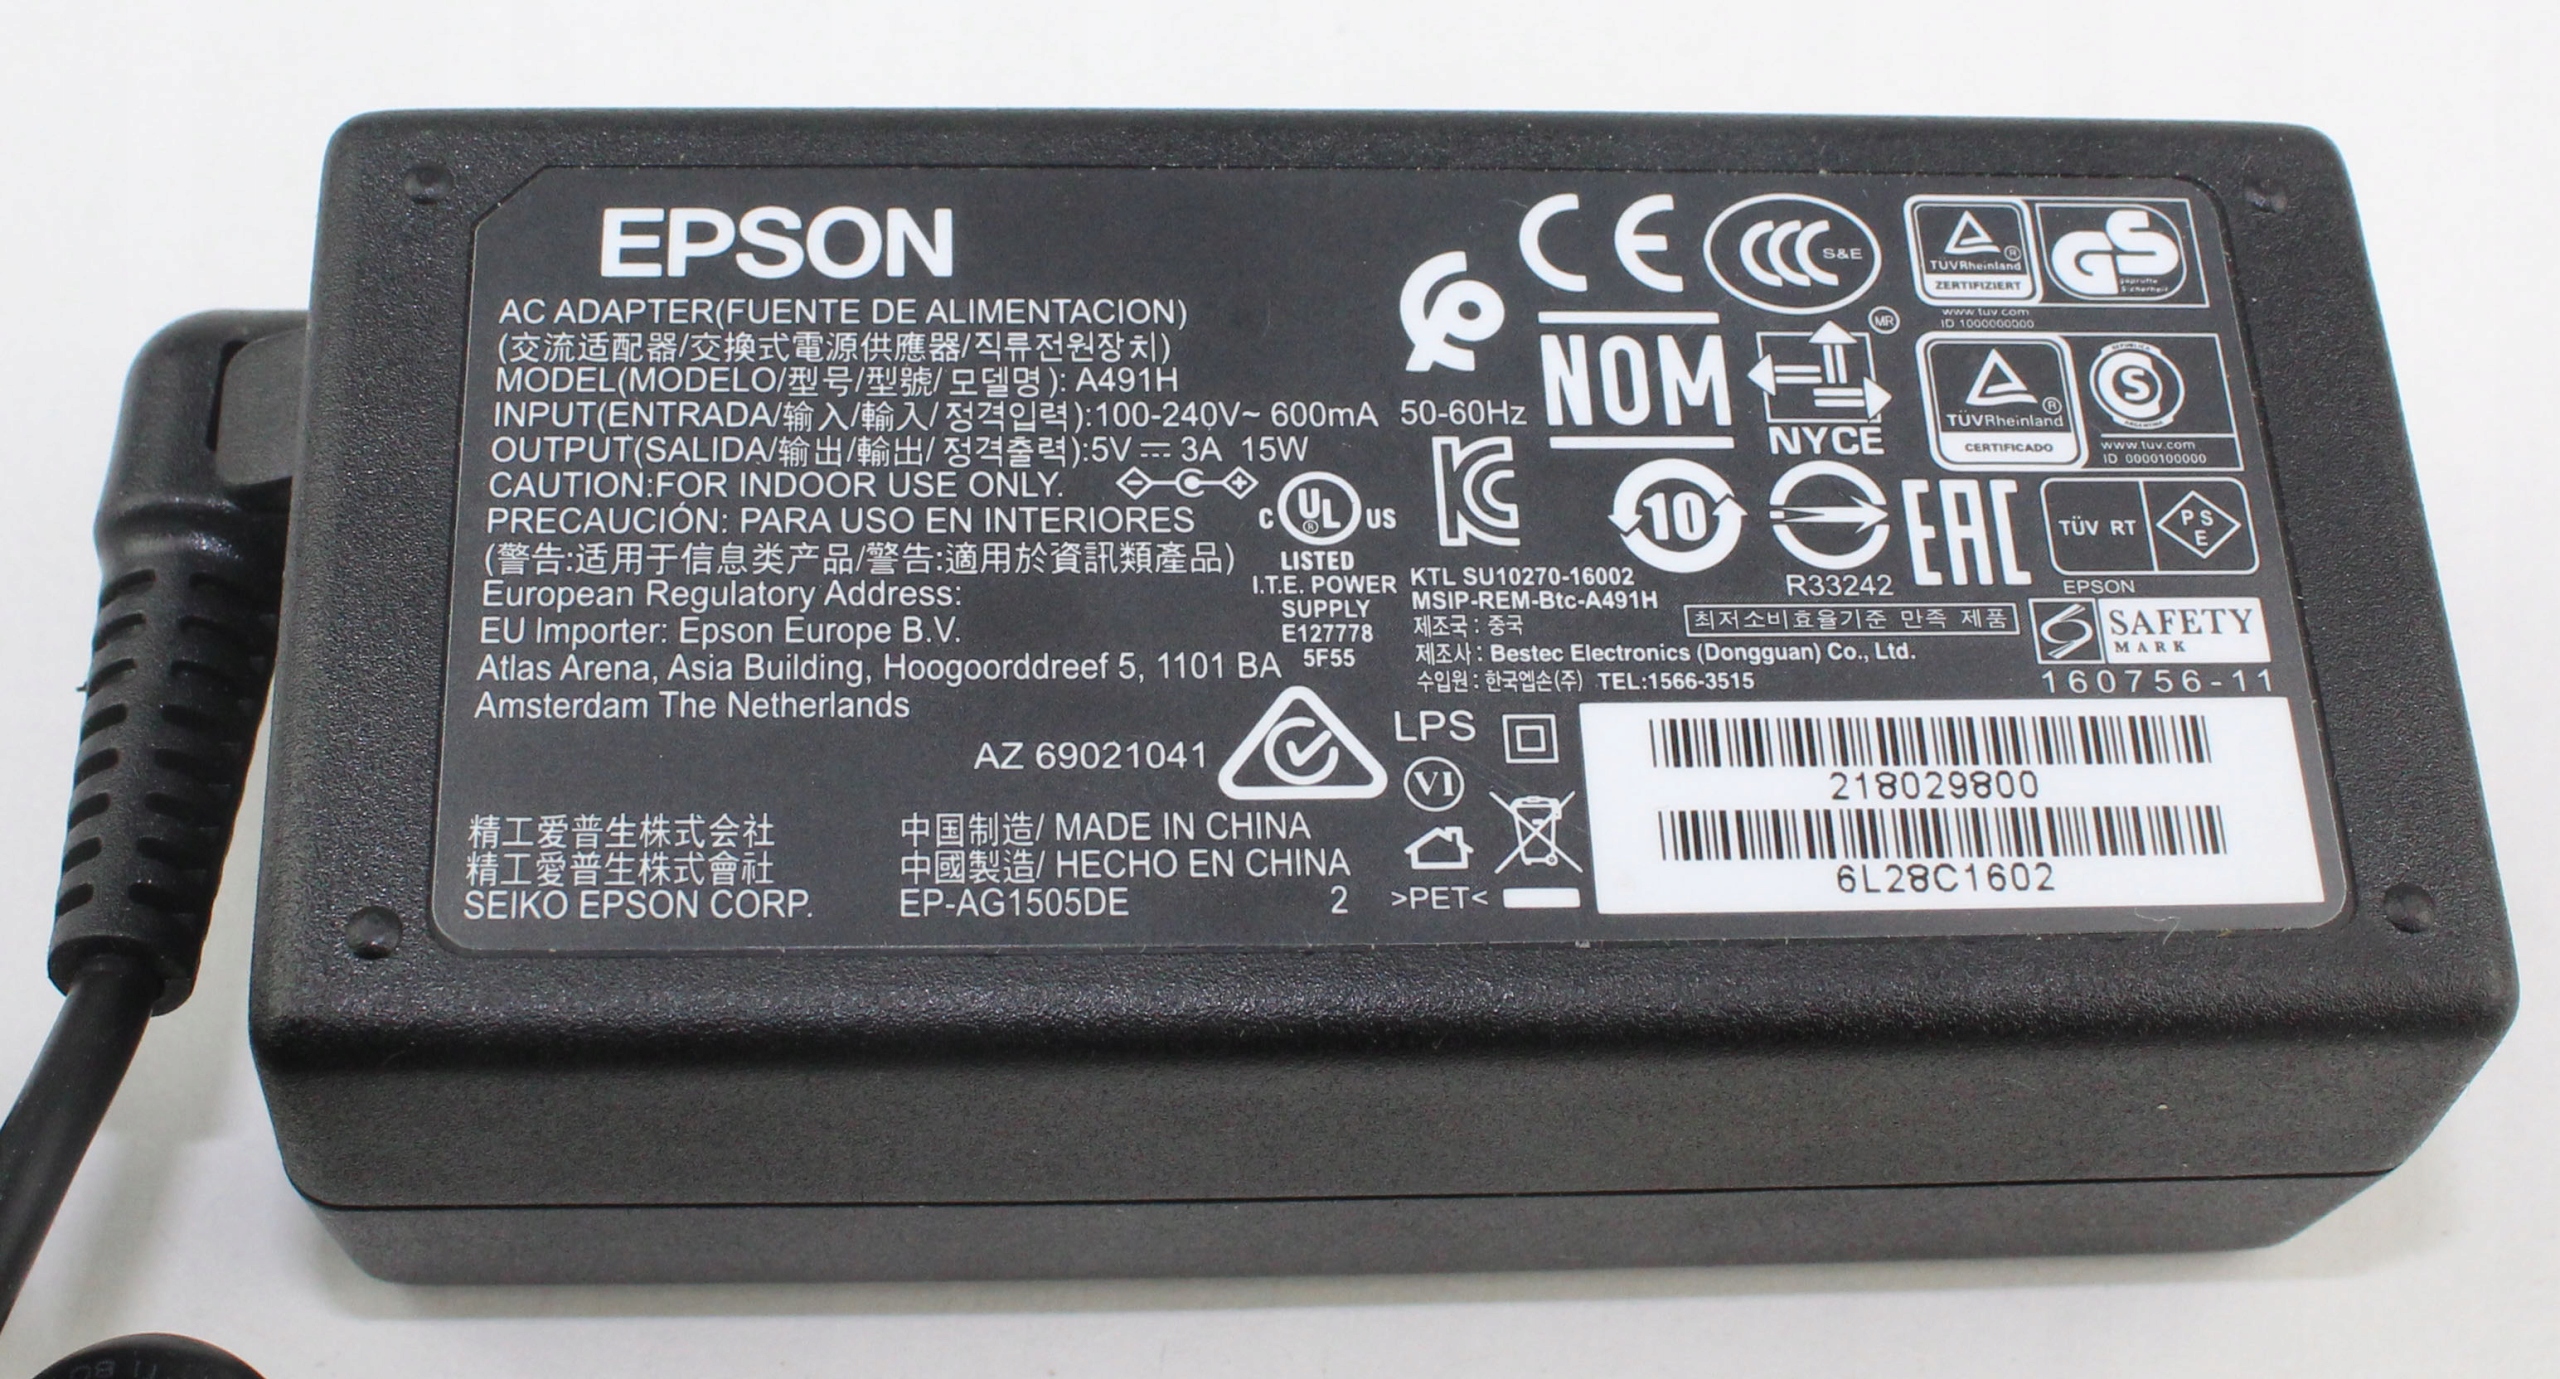 EPSON
AC ADAPTER(FUENTE DE ALIMENTACION)
(交流适配器/交換式電源供應器/직류전원장치)
MODEL(MODELO/型号/型號/ 모델명 ): A491H
INPUT(ENTRADA/输入/輸入/ 정격입력):100-240V~ 600mA 50-60Hz
OUTPUT(SALIDA/输出/輸出/ 정격출력):5V ⎓ 3A 15W
CAUTION:FOR INDOOR USE ONLY.
PRECAUCIÓN: PARA USO EN INTERIORES
(警告:适用于信息类产品/警告:適用於資訊類產品)
European Regulatory Address:
EU Importer: Epson Europe B.V.
Atlas Arena, Asia Building, Hoogoorddreef 5, 1101 BA
Amsterdam The Netherlands
AZ 69021041
精工爱普生株式会社
精工愛普生株式會社
SEIKO EPSON CORP.
中国制造/ MADE IN CHINA
中國製造/ HECHO EN CHINA
EP-AG1505DE
2
C UL ® US
LISTED
I.T.E. POWER
SUPPLY
E127778
5F55
CE
CCC S&E
TÜVRheinland ®
ZERTIFIZIERT
GS
geprüfte
Sicherheit
www.tuv.com
ID 1000000000
NOM
MR
NYCE
TÜVRheinland ®
CERTIFICADO
S
www.tuv.com
ID 0000100000
10
R33242
EAC
TÜV RT
PS
E
EPSON
KTL SU10270-16002
MSIP-REM-Btc-A491H
제조국 : 중국
제조사 : Bestec Electronics (Dongguan) Co., Ltd.
수입원 : 한국엡손(주) TEL:1566-3515
최저소비효율기준 만족 제품
SAFETY
MARK
160756-11
LPS
VI
>PET<
218029800
6L28C1602